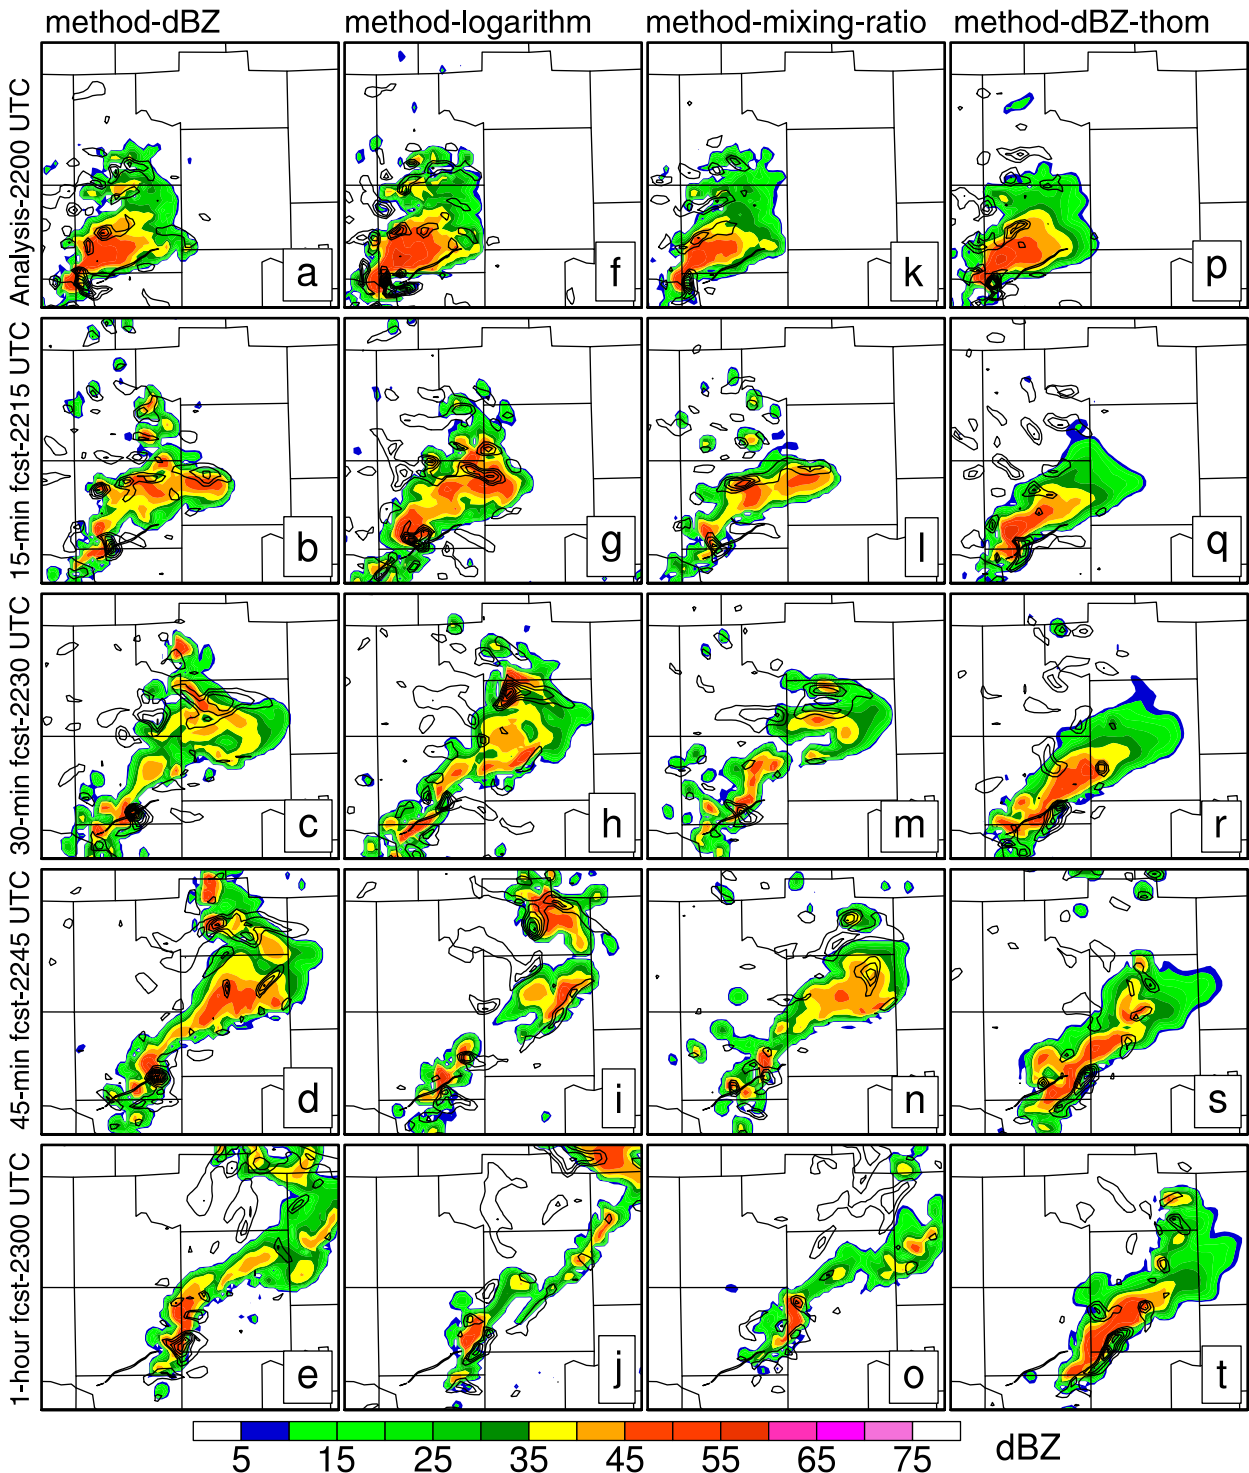 method-dBZ method-logarithm method-mixing-ratio method-dBZ-thom
Analysis-2200 UTC
a f k p
15-min fcst-2215 UTC
b g l q
30-min fcst-2230 UTC
c h m r
45-min fcst-2245 UTC
d i n s
1-hour fcst-2300 UTC
e j o t
5 15 25 35 45 55 65 75 dBZ